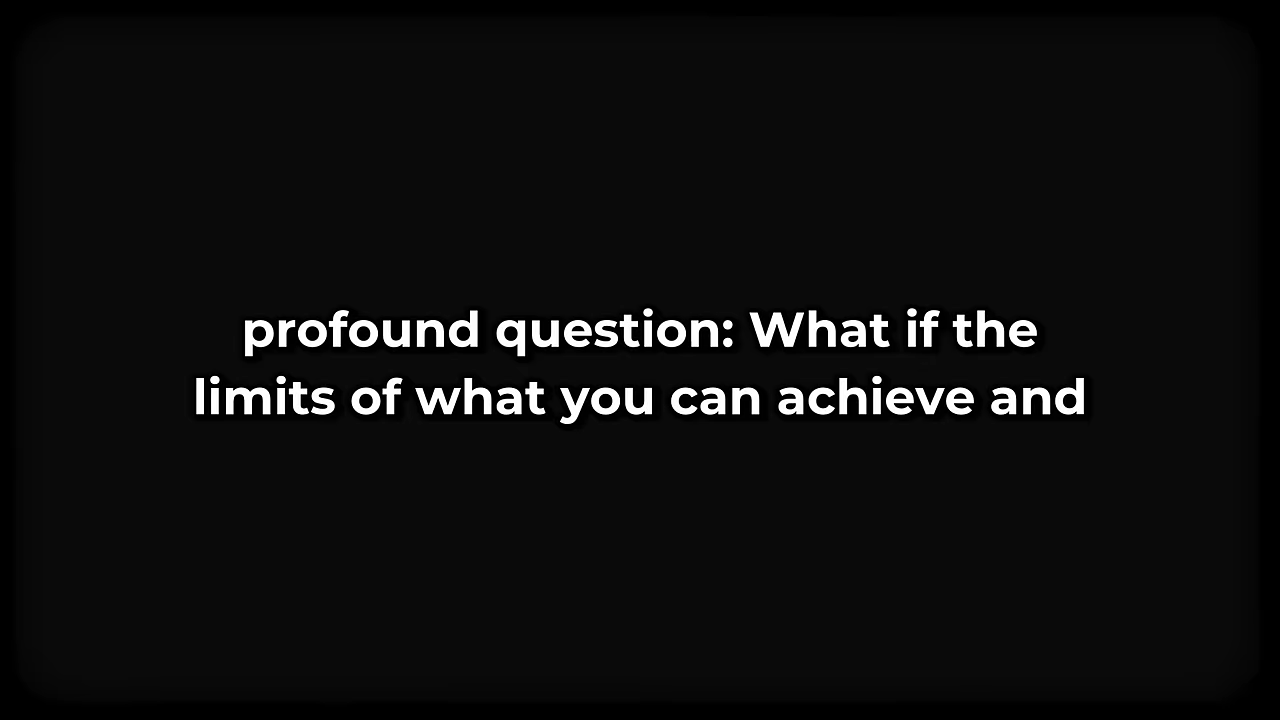 profound question: What if the
limits of what you can achieve and